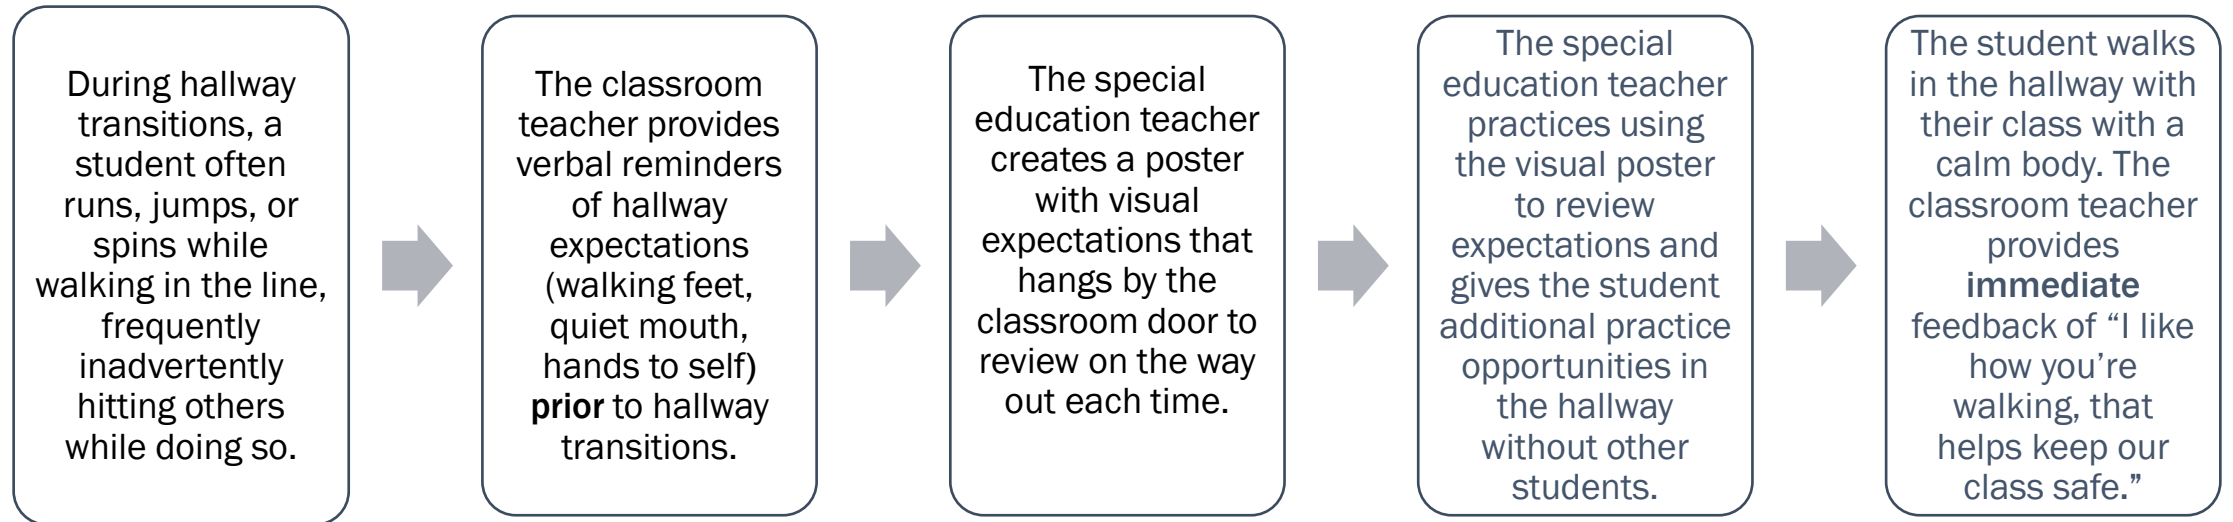 During hallway
transitions, a
student often
runs, jumps, or
spins while
walking in the line,
frequently
inadvertently
hitting others
while doing so.
The classroom
teacher provides
verbal reminders
of hallway
expectations
(walking feet,
quiet mouth,
hands to self)
prior to hallway
transitions.
The special
education teacher
creates a poster
with visual
expectations that
hangs by the
classroom door to
review on the way
out each time.
The special
education teacher
practices using
the visual poster
to review
expectations and
gives the student
additional practice
opportunities in
the hallway
without other
students.
The student walks
in the hallway with
their class with a
calm body. The
classroom teacher
provides
immediate
feedback of “I like
how you’re
walking, that
helps keep our
class safe.”